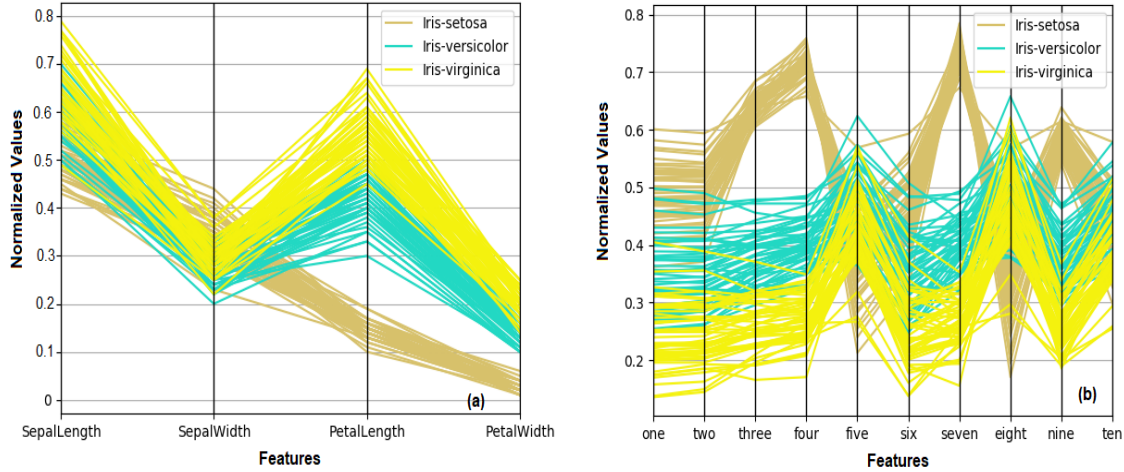 0.8
0.7
0.6
0.5
0.4
0.3
0.2
0.1
0
Normalized Values
Iris-setosa
Iris-versicolor
Iris-virginica
(a)
SepalLength SepalWidth PetalLength PetalWidth
Features
0.8
0.7
0.6
0.5
0.4
0.3
0.2
Normalized Values
Iris-setosa
Iris-versicolor
Iris-virginica
(b)
one two three four five six seven eight nine ten
Features